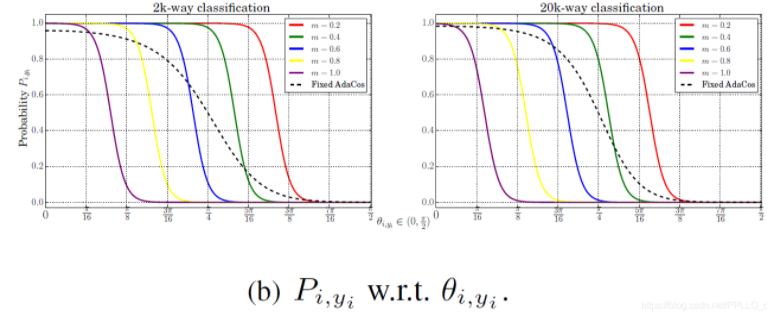 2k-way classification
Probability P_{i,y_i}
1.0
0.8
0.6
0.4
0.2
0.0
m − 0.2
m − 0.4
m − 0.6
m − 0.8
m − 1.0
Fixed AdaCos
0 π/16 π/8 3π/16 π/4 5π/16 3π/8 7π/16 π/2
θ_{i,y_i} ∈ (0, π/2)
20k-way classification
1.0
0.8
0.6
0.4
0.2
0.0
m − 0.2
m − 0.4
m − 0.6
m − 0.8
m − 1.0
Fixed AdaCos
0 π/16 π/8 3π/16 π/4 5π/16 3π/8 7π/16 π/2
(b) P_{i,y_i} w.r.t. θ_{i,y_i}.